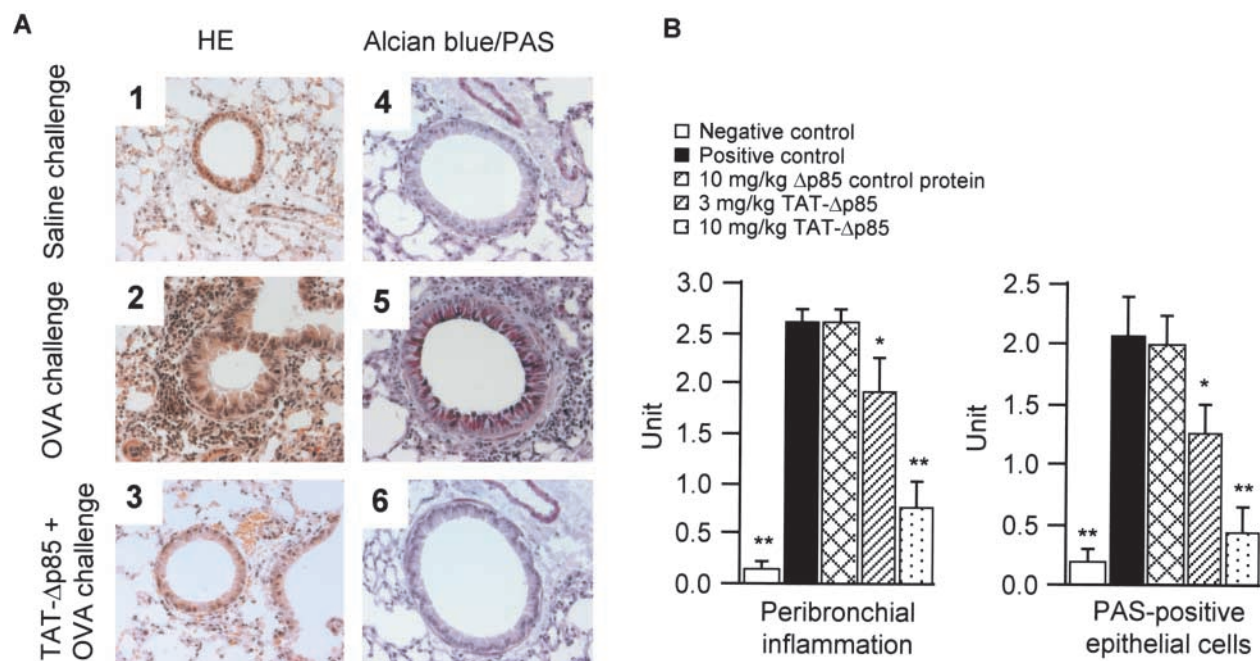 A
HE
Alcian blue/PAS
Saline challenge
1
4
OVA challenge
2
5
TAT-Δp85 +
OVA challenge
3
6
B
Negative control
Positive control
10 mg/kg Δp85 control protein
3 mg/kg TAT-Δp85
10 mg/kg TAT-Δp85
Unit
3.0
2.5
2.0
1.5
1.0
0.5
0.0
**
*
**
Peribronchial
inflammation
Unit
2.5
2.0
1.5
1.0
0.5
0.0
**
*
**
PAS-positive
epithelial cells